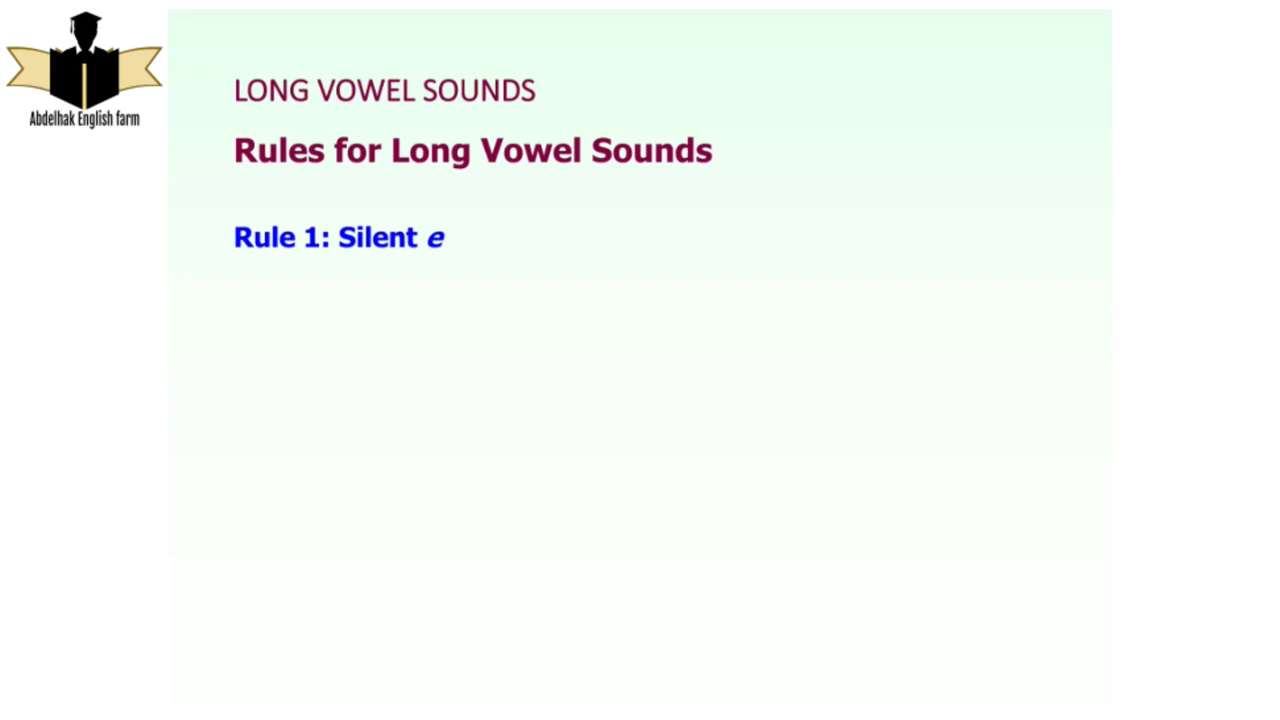 Abdelhak English farm
LONG VOWEL SOUNDS
Rules for Long Vowel Sounds
Rule 1: Silent e